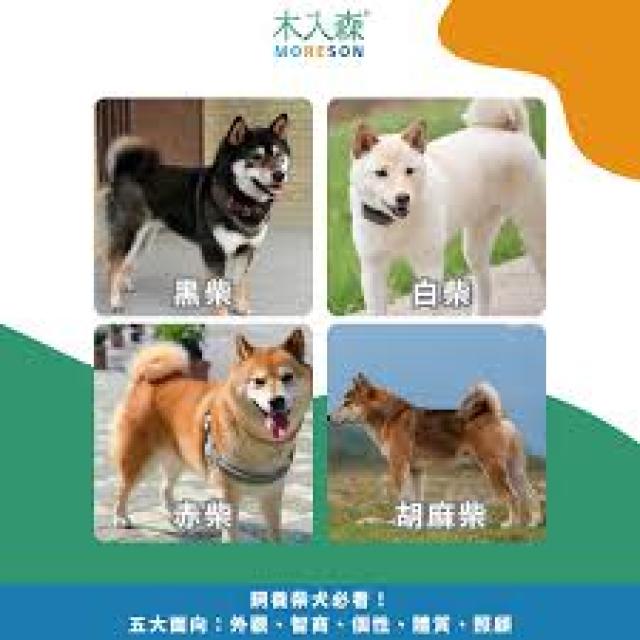 木入森®
MORESON
黑柴
白柴
赤柴
胡麻柴
飼養柴犬必看！
五大面向：外觀、智商、個性、體質、照顧